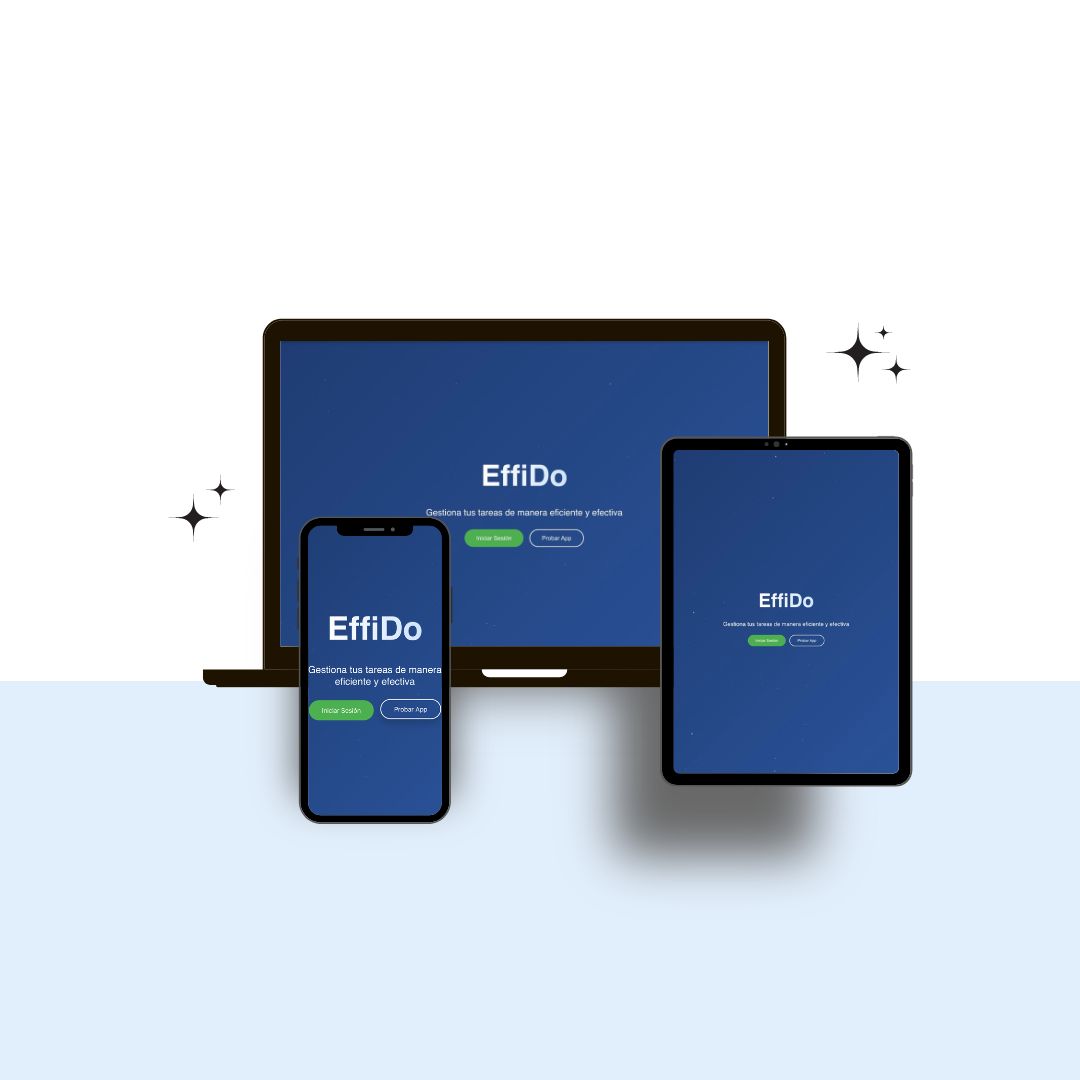 EffiDo
Gestiona tus tareas de manera eficiente y efectiva
Iniciar Sesión
Probar App
EffiDo
Gestiona tus tareas de manera
eficiente y efectiva
Iniciar Sesión
Probar App
EffiDo
Gestiona tus tareas de manera eficiente y efectiva
Iniciar Sesión
Probar App